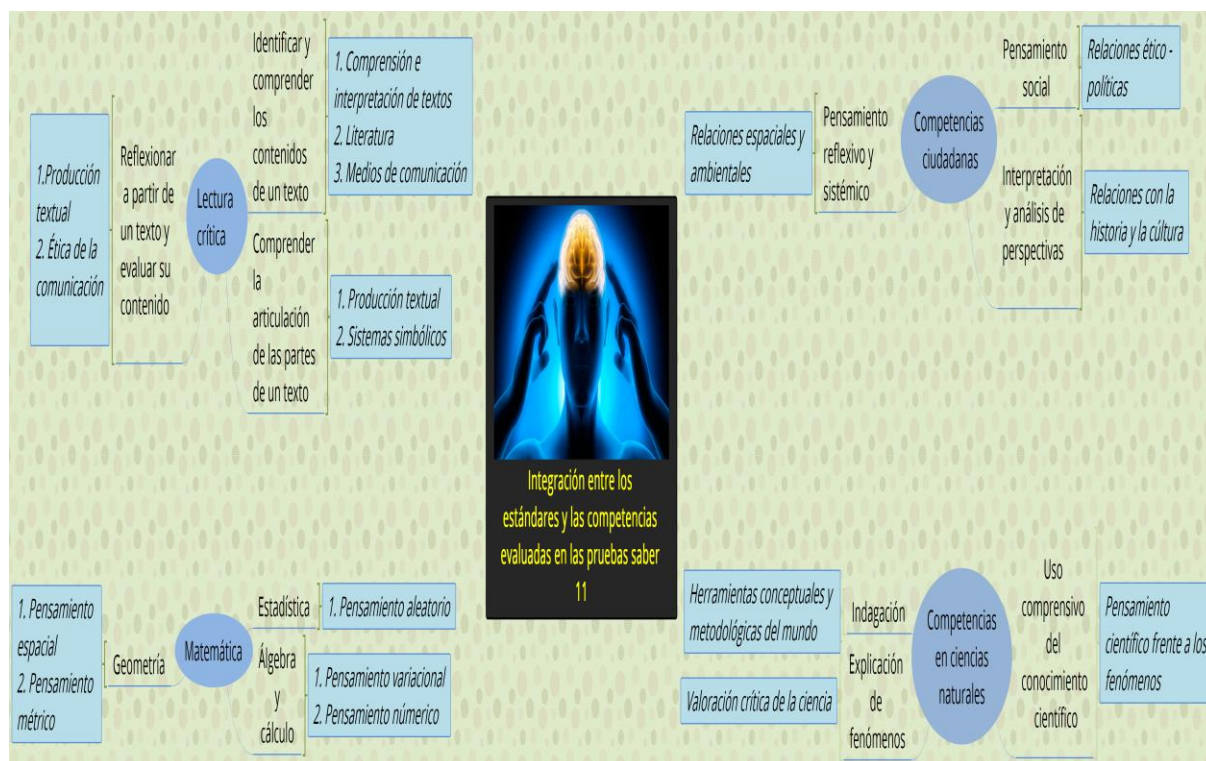 Identificar y
comprender
los
contenidos
de un texto
1. Comprensión e
interpretación de textos
2. Literatura
3. Medios de comunicación
Reflexionar
a partir de
un texto y
evaluar su
contenido
1.Producción
textual
2. Ética de la
comunicación
Lectura
crítica
Comprender
la
articulación
de las partes
de un texto
1. Producción textual
2. Sistemas simbólicos
Pensamiento
social
Relaciones ético -
políticas
Competencias
ciudadanas
Pensamiento
reflexivo y
sistémico
Relaciones espaciales y
ambientales
Interpretación
y análisis de
perspectivas
Relaciones con la
historia y la cúltura
Integración entre los
estándares y las competencias
evaluadas en las pruebas saber
11
1. Pensamiento
espacial
2. Pensamiento
métrico
Geometría
Matemática
Estadística
1. Pensamiento aleatorio
Álgebra
y
cálculo
1. Pensamiento variacional
2. Pensamiento númerico
Herramientas conceptuales y
metodológicas del mundo
Indagación
Valoración crítica de la ciencia
Explicación
de
fenómenos
Competencias
en ciencias
naturales
Uso
comprensivo
del
conocimiento
científico
Pensamiento
científico frente a los
fenómenos